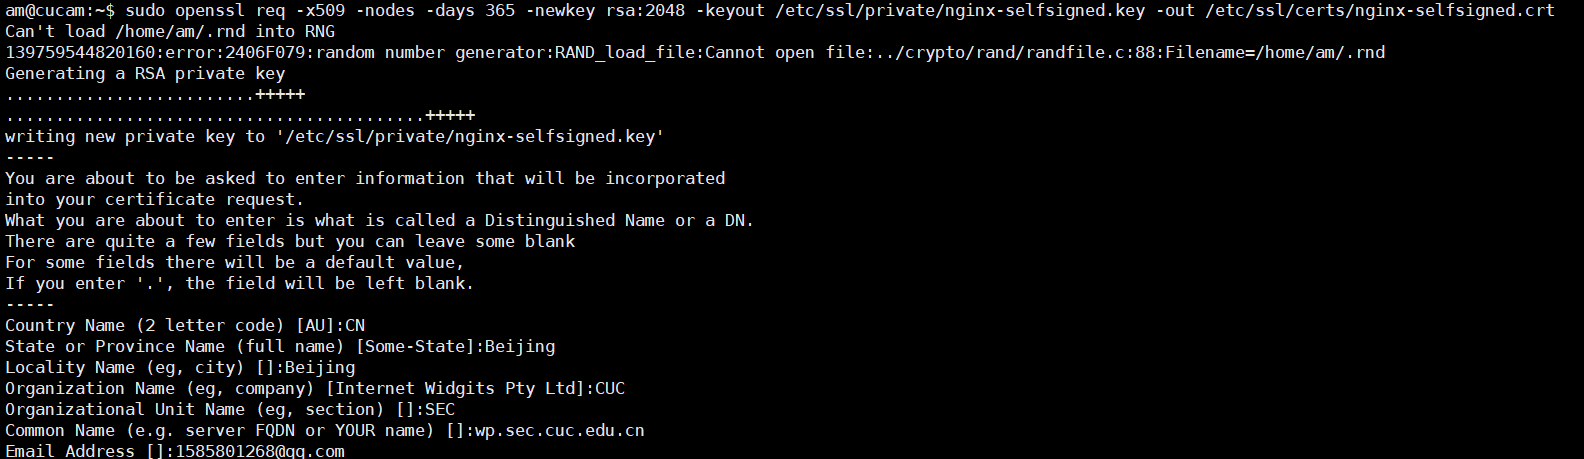 am@cucam:~$ sudo openssl req -x509 -nodes -days 365 -newkey rsa:2048 -keyout /etc/ssl/private/nginx-selfsigned.key -out /etc/ssl/certs/nginx-selfsigned.crt
Can't load /home/am/.rnd into RNG
139759544820160:error:2406F079:random number generator:RAND_load_file:Cannot open file:../crypto/rand/randfile.c:88:Filename=/home/am/.rnd
Generating a RSA private key
.........................+++++
..........................................+++++
writing new private key to '/etc/ssl/private/nginx-selfsigned.key'
-----
You are about to be asked to enter information that will be incorporated
into your certificate request.
What you are about to enter is what is called a Distinguished Name or a DN.
There are quite a few fields but you can leave some blank
For some fields there will be a default value,
If you enter '.', the field will be left blank.
-----
Country Name (2 letter code) [AU]:CN
State or Province Name (full name) [Some-State]:Beijing
Locality Name (eg, city) []:Beijing
Organization Name (eg, company) [Internet Widgits Pty Ltd]:CUC
Organizational Unit Name (eg, section) []:SEC
Common Name (e.g. server FQDN or YOUR name) []:wp.sec.cuc.edu.cn
Email Address []:1585801268@qq.com